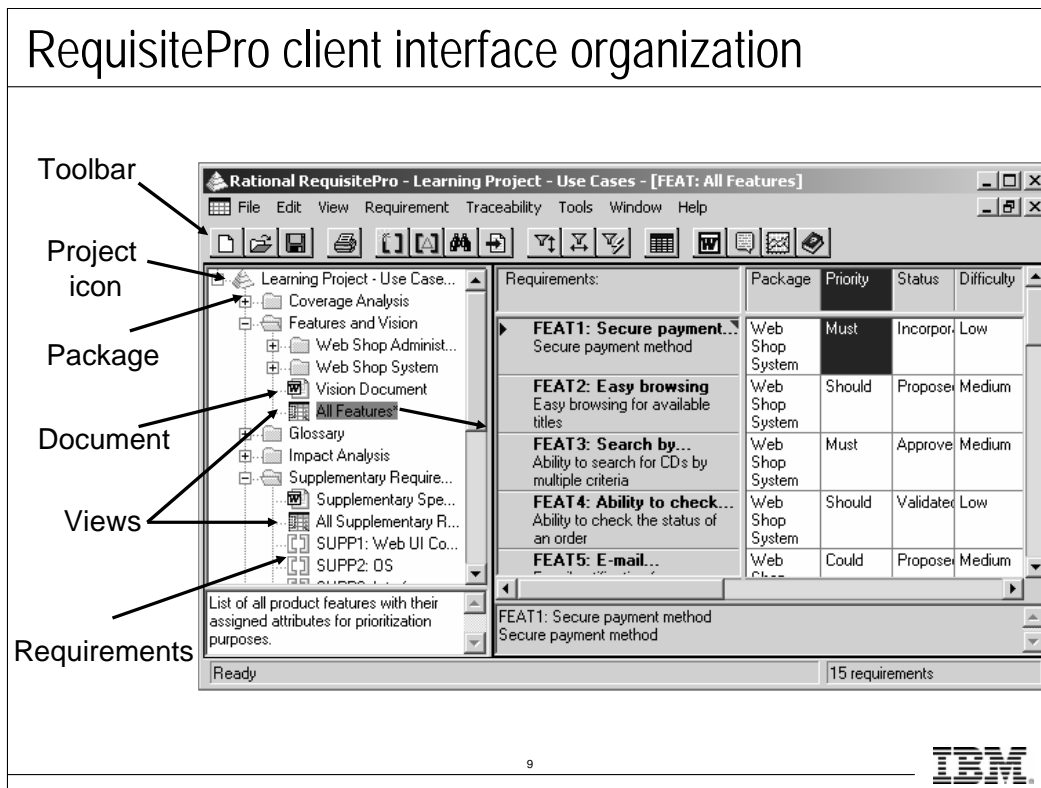 RequisitePro client interface organization
Toolbar
Project
icon
Package
Document
Views
Requirements
Rational RequisitePro - Learning Project - Use Cases - [FEAT: All Features]
File Edit View Requirement Traceability Tools Window Help
Learning Project - Use Case...
Coverage Analysis
Features and Vision
Web Shop Administ...
Web Shop System
Vision Document
All Features*
Glossary
Impact Analysis
Supplementary Require...
Supplementary Spe...
All Supplementary R...
SUPP1: Web UI Co...
SUPP2: OS
List of all product features with their
assigned attributes for prioritization
purposes.
Requirements: Package Priority Status Difficulty
FEAT1: Secure payment... Web Must Incorpor Low
Secure payment method Shop
System
FEAT2: Easy browsing Web Should Propose Medium
Easy browsing for available Shop
titles System
FEAT3: Search by... Web Must Approve Medium
Ability to search for CDs by Shop
multiple criteria System
FEAT4: Ability to check... Web Should Validated Low
Ability to check the status of Shop
an order System
FEAT5: E-mail... Web Could Propose Medium
FEAT1: Secure payment method
Secure payment method
Ready 15 requirements
9
IBM